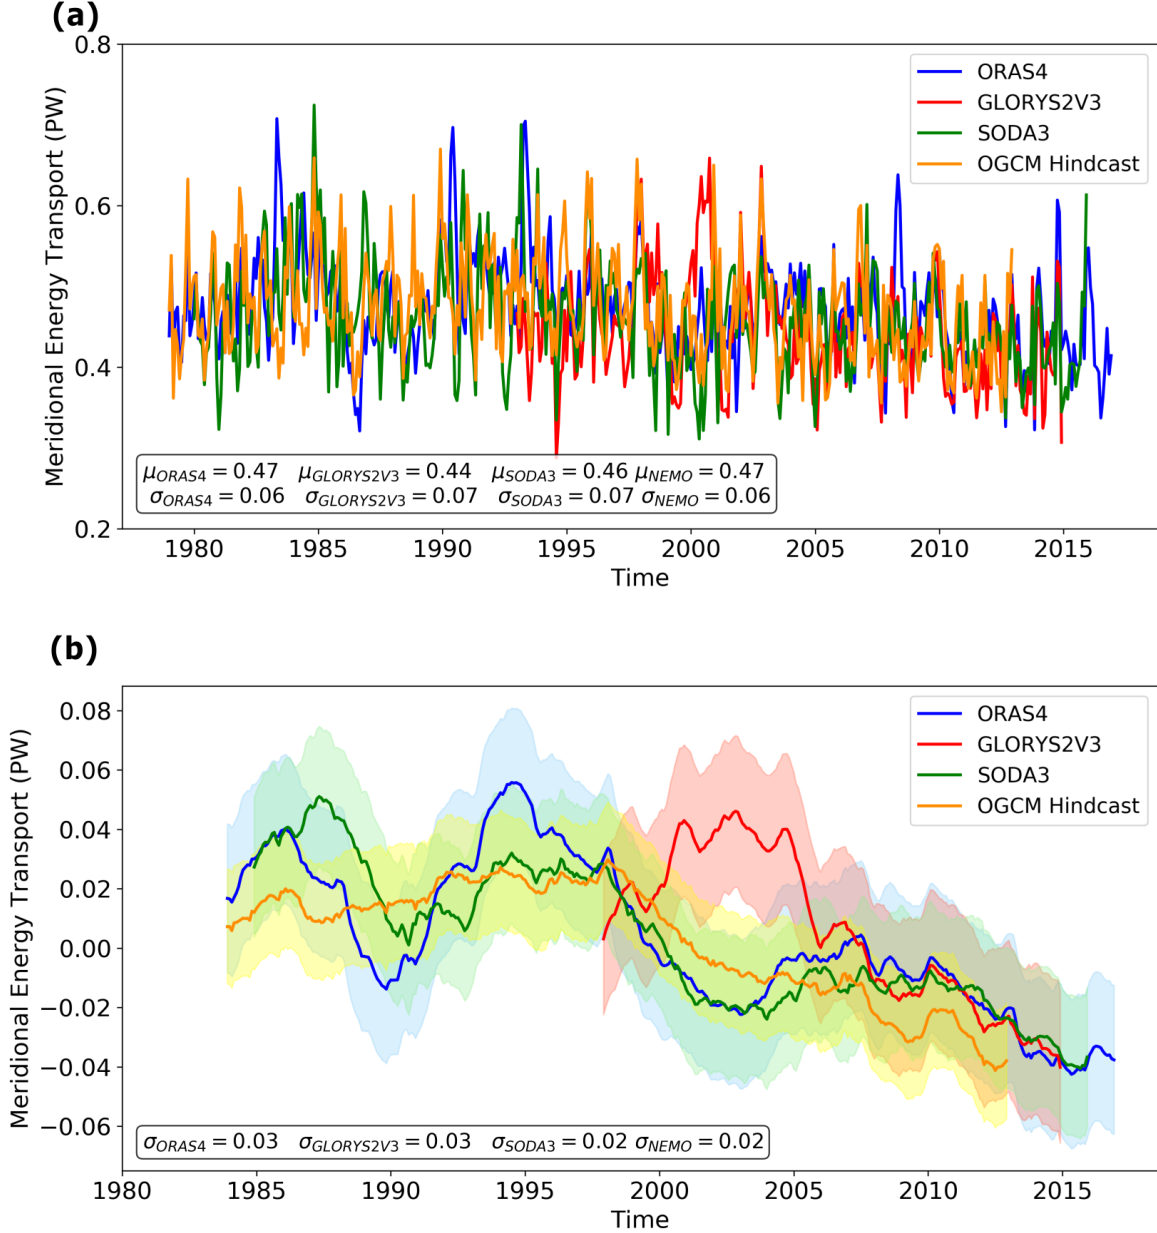 (a)
Meridional Energy Transport (PW)
0.8
0.6
0.4
0.2
ORAS4
GLORYS2V3
SODA3
OGCM Hindcast
μORAS4 = 0.47 μGLORYS2V3 = 0.44 μSODA3 = 0.46 μNEMO = 0.47
σORAS4 = 0.06 σGLORYS2V3 = 0.07 σSODA3 = 0.07 σNEMO = 0.06
1980 1985 1990 1995 2000 2005 2010 2015
Time
(b)
Meridional Energy Transport (PW)
0.08
0.06
0.04
0.02
0.00
−0.02
−0.04
−0.06
ORAS4
GLORYS2V3
SODA3
OGCM Hindcast
σORAS4 = 0.03 σGLORYS2V3 = 0.03 σSODA3 = 0.02 σNEMO = 0.02
1980 1985 1990 1995 2000 2005 2010 2015
Time